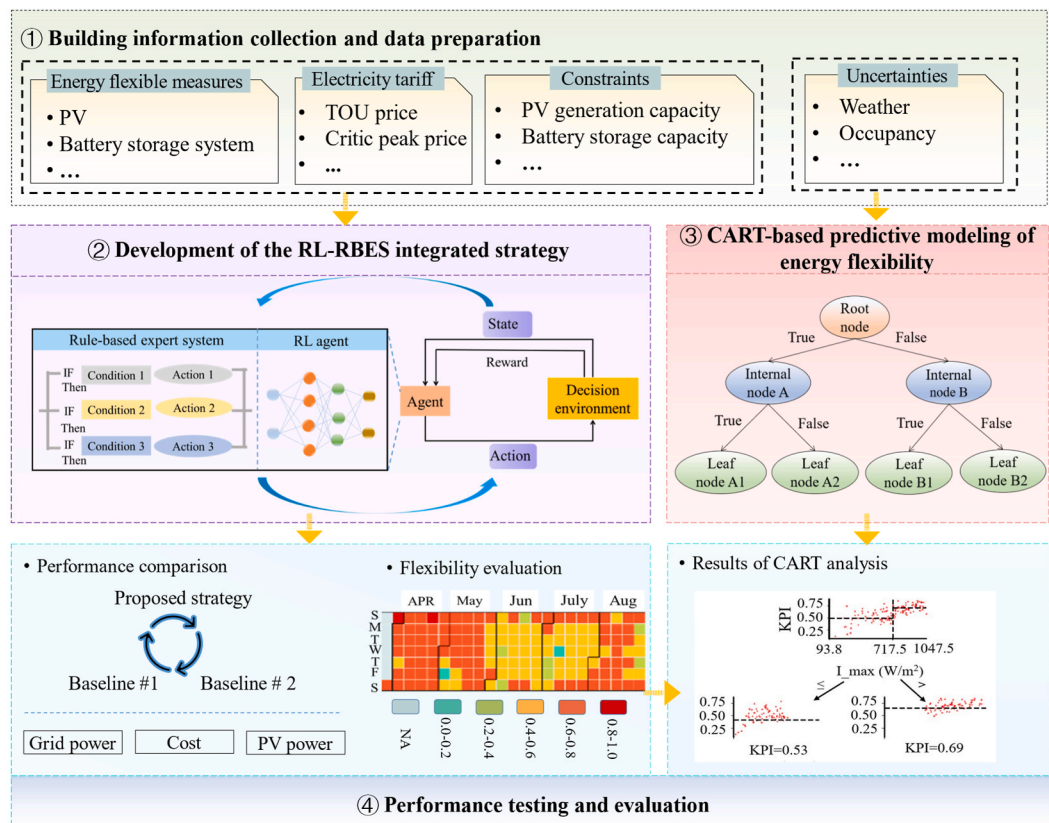 ① Building information collection and data preparation
Energy flexible measures
• PV
• Battery storage system
• ...
Electricity tariff
• TOU price
• Critic peak price
• ...
Constraints
• PV generation capacity
• Battery storage capacity
• ...
Uncertainties
• Weather
• Occupancy
• ...
② Development of the RL-RBES integrated strategy
Rule-based expert system
RL agent
IF Condition 1 Action 1
Then
IF Condition 2 Action 2
Then
IF Condition 3 Action 3
Then
State
Reward
Agent
Decision
environment
Action
③ CART-based predictive modeling of
energy flexibility
Root
node
True
False
Internal
node A
Internal
node B
True
False
True
False
Leaf
node A1
Leaf
node A2
Leaf
node B1
Leaf
node B2
• Performance comparison
Proposed strategy
Baseline #1
Baseline # 2
Grid power
Cost
PV power
• Flexibility evaluation
APR May Jun July Aug
S
M
T
W
T
F
S
NA
0.0-0.2
0.2-0.4
0.4-0.6
0.6-0.8
0.8-1.0
• Results of CART analysis
KPI
0.75
0.50
0.25
93.8 717.5 1047.5
I_max (W/m²)
≤
>
0.75
0.50
0.25
KPI=0.53
0.75
0.50
0.25
KPI=0.69
④ Performance testing and evaluation